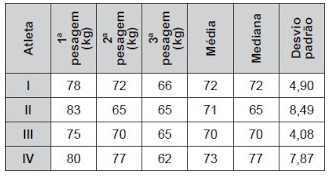 Atleta 1ª pesagem (kg) 2ª pesagem (kg) 3ª pesagem (kg) Média Mediana Desvio padrão
I 78 72 66 72 72 4,90
II 83 65 65 71 65 8,49
III 75 70 65 70 70 4,08
IV 80 77 62 73 77 7,87